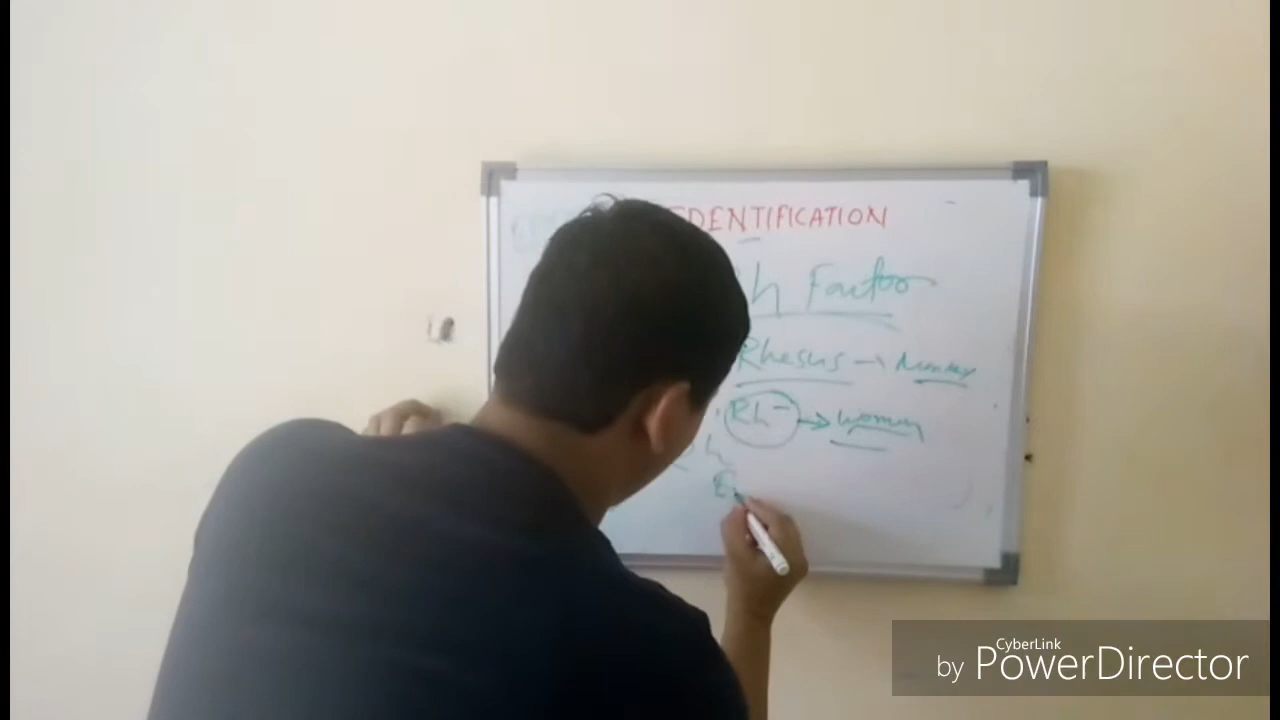 IDENTIFICATION
h Factor
Rhesus → Monkey
Rh- → women
CyberLink
by PowerDirector